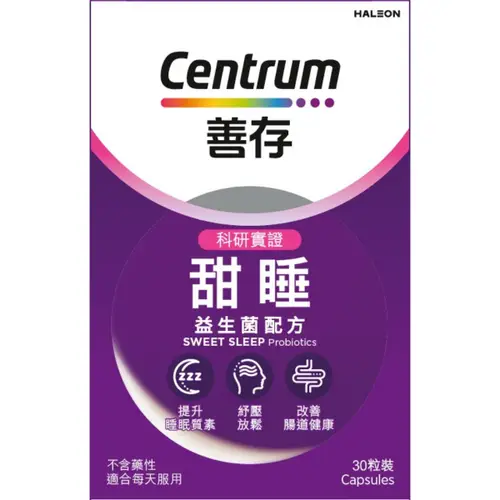 HALEON
Centrum
善存
科研實證
甜睡
益生菌配方
SWEET SLEEP Probiotics
zzz
提升
睡眠質素
紓壓
放鬆
改善
腸道健康
不含藥性
適合每天服用
30粒裝
Capsules